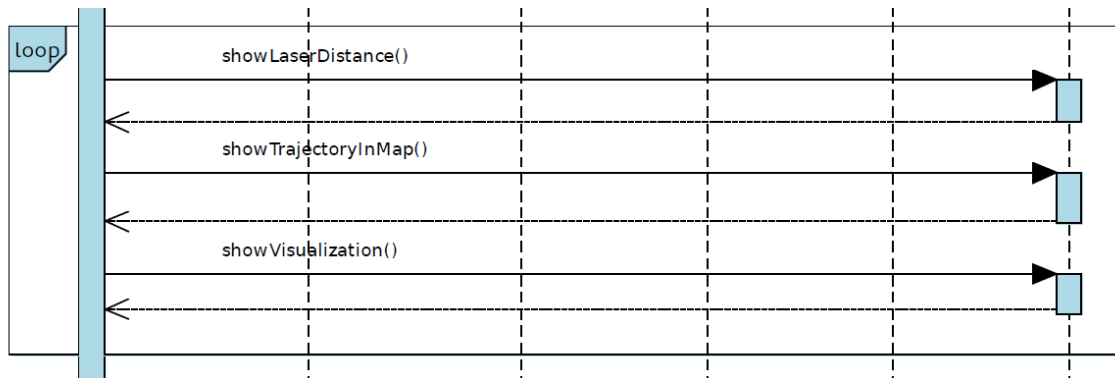 loop
showLaserDistance()
showTrajectoryInMap()
showVisualization()